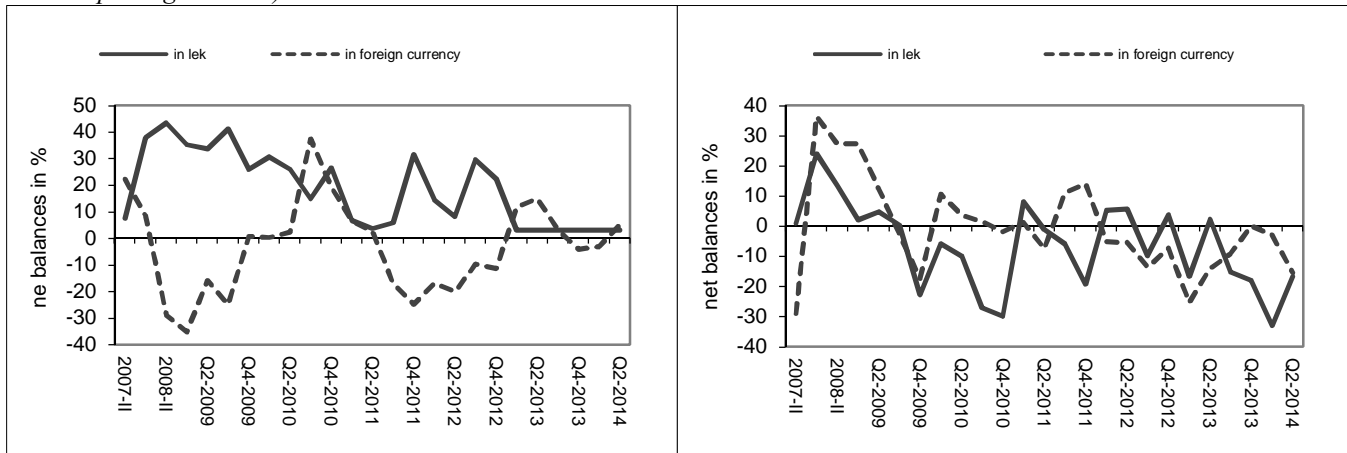 in lek in foreign currency
ne balances in %
50
40
30
20
10
0
-10
-20
-30
-40
2007-II
2008-II
Q2-2009
Q4-2009
Q2-2010
Q4-2010
Q2-2011
Q4-2011
Q2-2012
Q4-2012
Q2-2013
Q4-2013
Q2-2014
in lek in foreign currency
net balances in %
40
30
20
10
0
-10
-20
-30
-40
2007-II
2008-II
Q2-2009
Q4-2009
Q2-2010
Q4-2010
Q2-2011
Q4-2011
Q2-2012
Q4-2012
Q2-2013
Q4-2013
Q2-2014